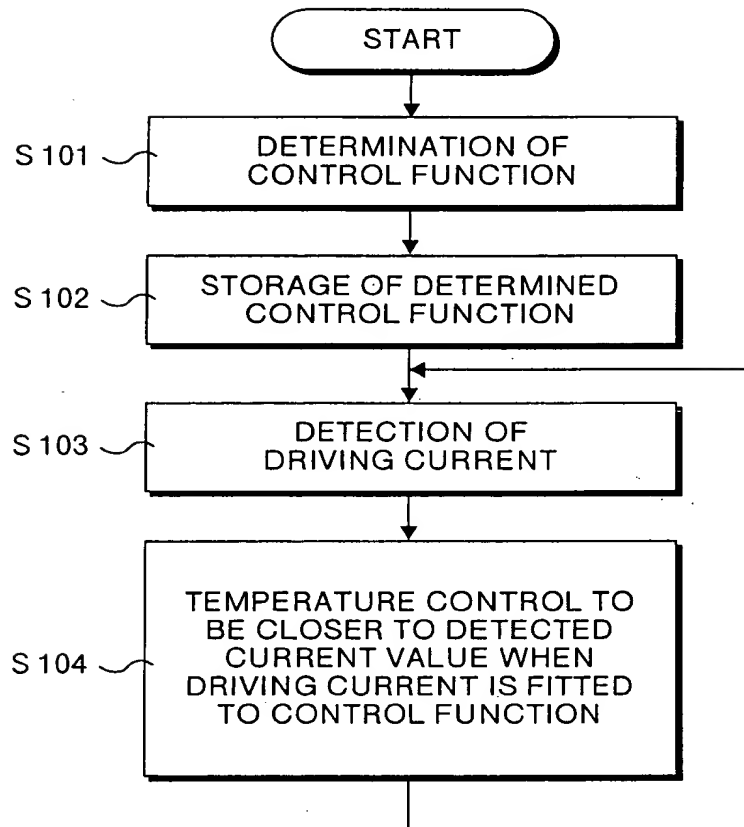 START
S 101
DETERMINATION OF
CONTROL FUNCTION
S 102
STORAGE OF DETERMINED
CONTROL FUNCTION
S 103
DETECTION OF
DRIVING CURRENT
S 104
TEMPERATURE CONTROL TO
BE CLOSER TO DETECTED
CURRENT VALUE WHEN
DRIVING CURRENT IS FITTED
TO CONTROL FUNCTION